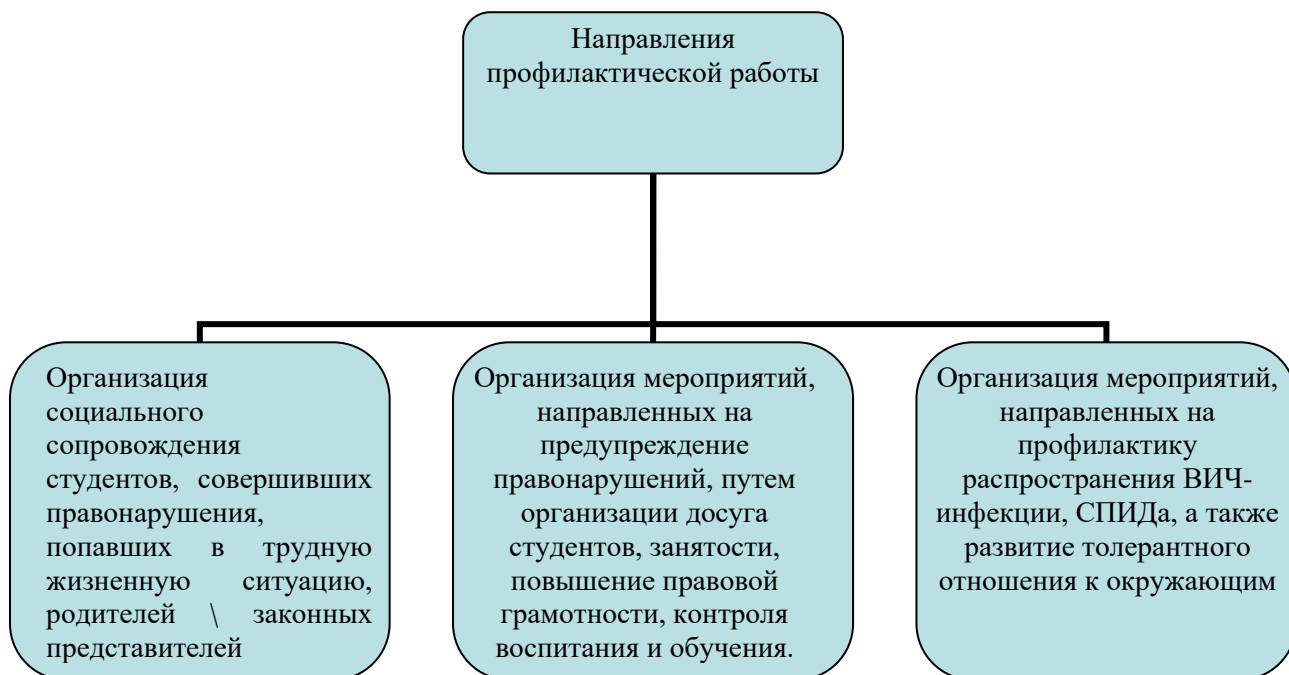 Направления
профилактической работы
Организация
социального
сопровождения
студентов, совершивших
правонарушения,
попавших в трудную
жизненную ситуацию,
родителей \ законных
представителей
Организация мероприятий,
направленных на
предупреждение
правонарушений, путем
организации досуга
студентов, занятости,
повышение правовой
грамотности, контроля
воспитания и обучения.
Организация мероприятий,
направленных на
профилактику
распространения ВИЧ-
инфекции, СПИДа, а также
развитие толерантного
отношения к окружающим